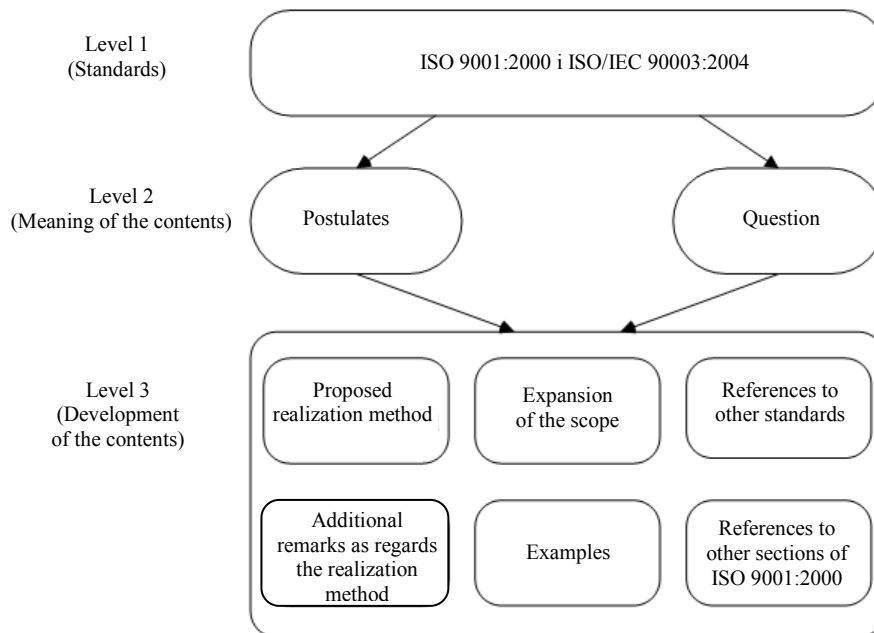 Level 1
(Standards)
ISO 9001:2000 i ISO/IEC 90003:2004
Level 2
(Meaning of the contents)
Postulates
Question
Level 3
(Development
of the contents)
Proposed
realization method
Expansion
of the scope
References to
other standards
Additional
remarks as regards
the realization
method
Examples
References to
other sections of
ISO 9001:2000